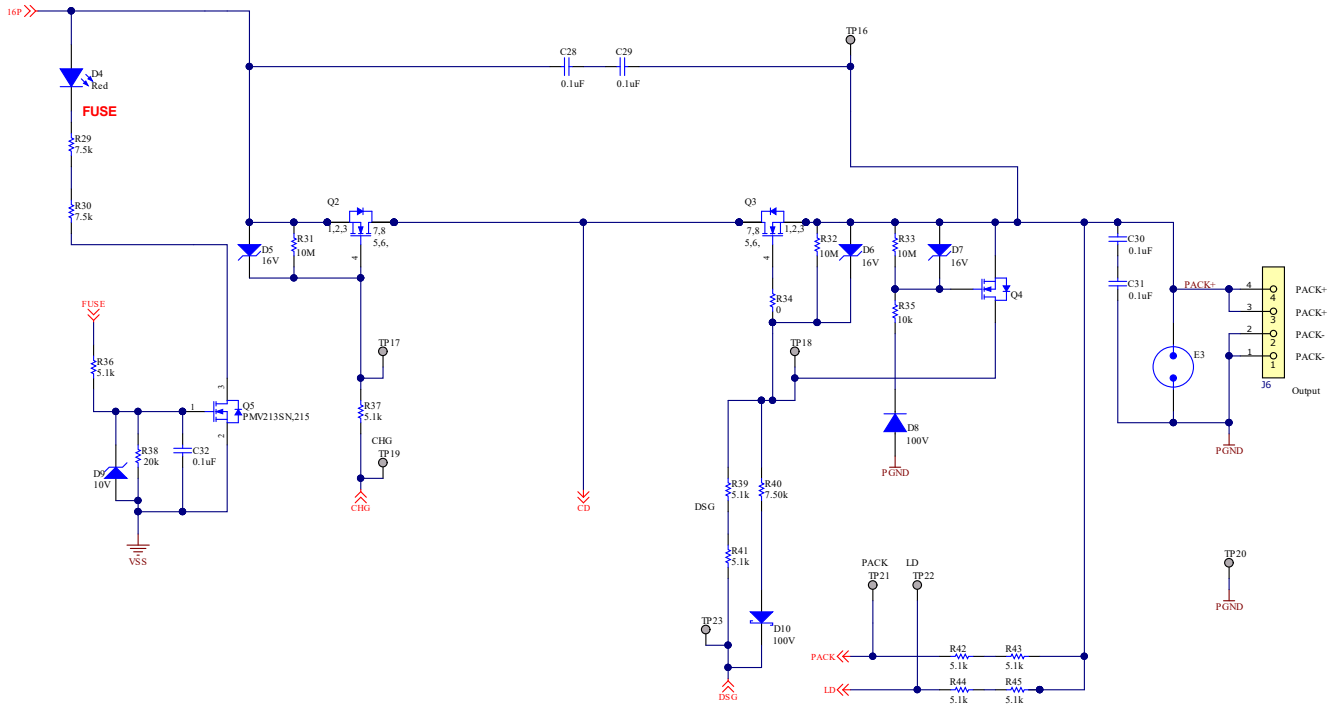 16P
TP16
C28
C29
0.1uF
0.1uF
D4
Red
FUSE
R29
7.5k
R30
7.5k
Q2
1,2,3
7,8
5,6,
4
D5
16V
R31
10M
Q3
7,8
5,6,
1,2,3
4
R32
10M
D6
16V
R33
10M
D7
16V
C30
0.1uF
C31
0.1uF
Q4
R34
0
R35
10k
PACK+
4
3
2
1
4
3
2
1
PACK+
PACK+
PACK-
PACK-
J6
Output
E3
FUSE
R36
5.1k
TP17
TP18
1
3
2
Q5
PMV213SN,215
R37
5.1k
D8
100V
PGND
PGND
D9
10V
R38
20k
C32
0.1uF
CHG
TP19
CHG
CD
VSS
R39
5.1k
R40
7.50k
DSG
R41
5.1k
TP20
PGND
PACK
TP21
LD
TP22
TP23
D10
100V
DSG
PACK
R42
5.1k
R43
5.1k
LD
R44
5.1k
R45
5.1k